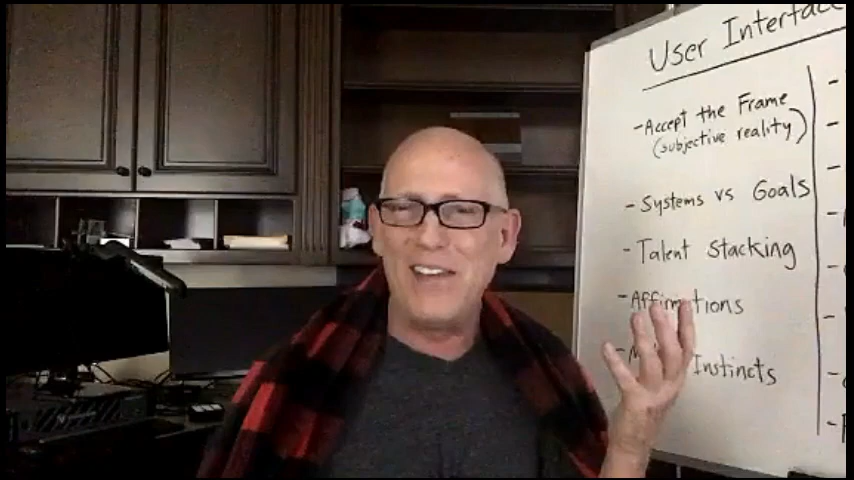 User Interface
- Accept the Frame
(subjective reality)
- Systems vs Goals
- Talent Stacking
- Affirmations
- Instincts